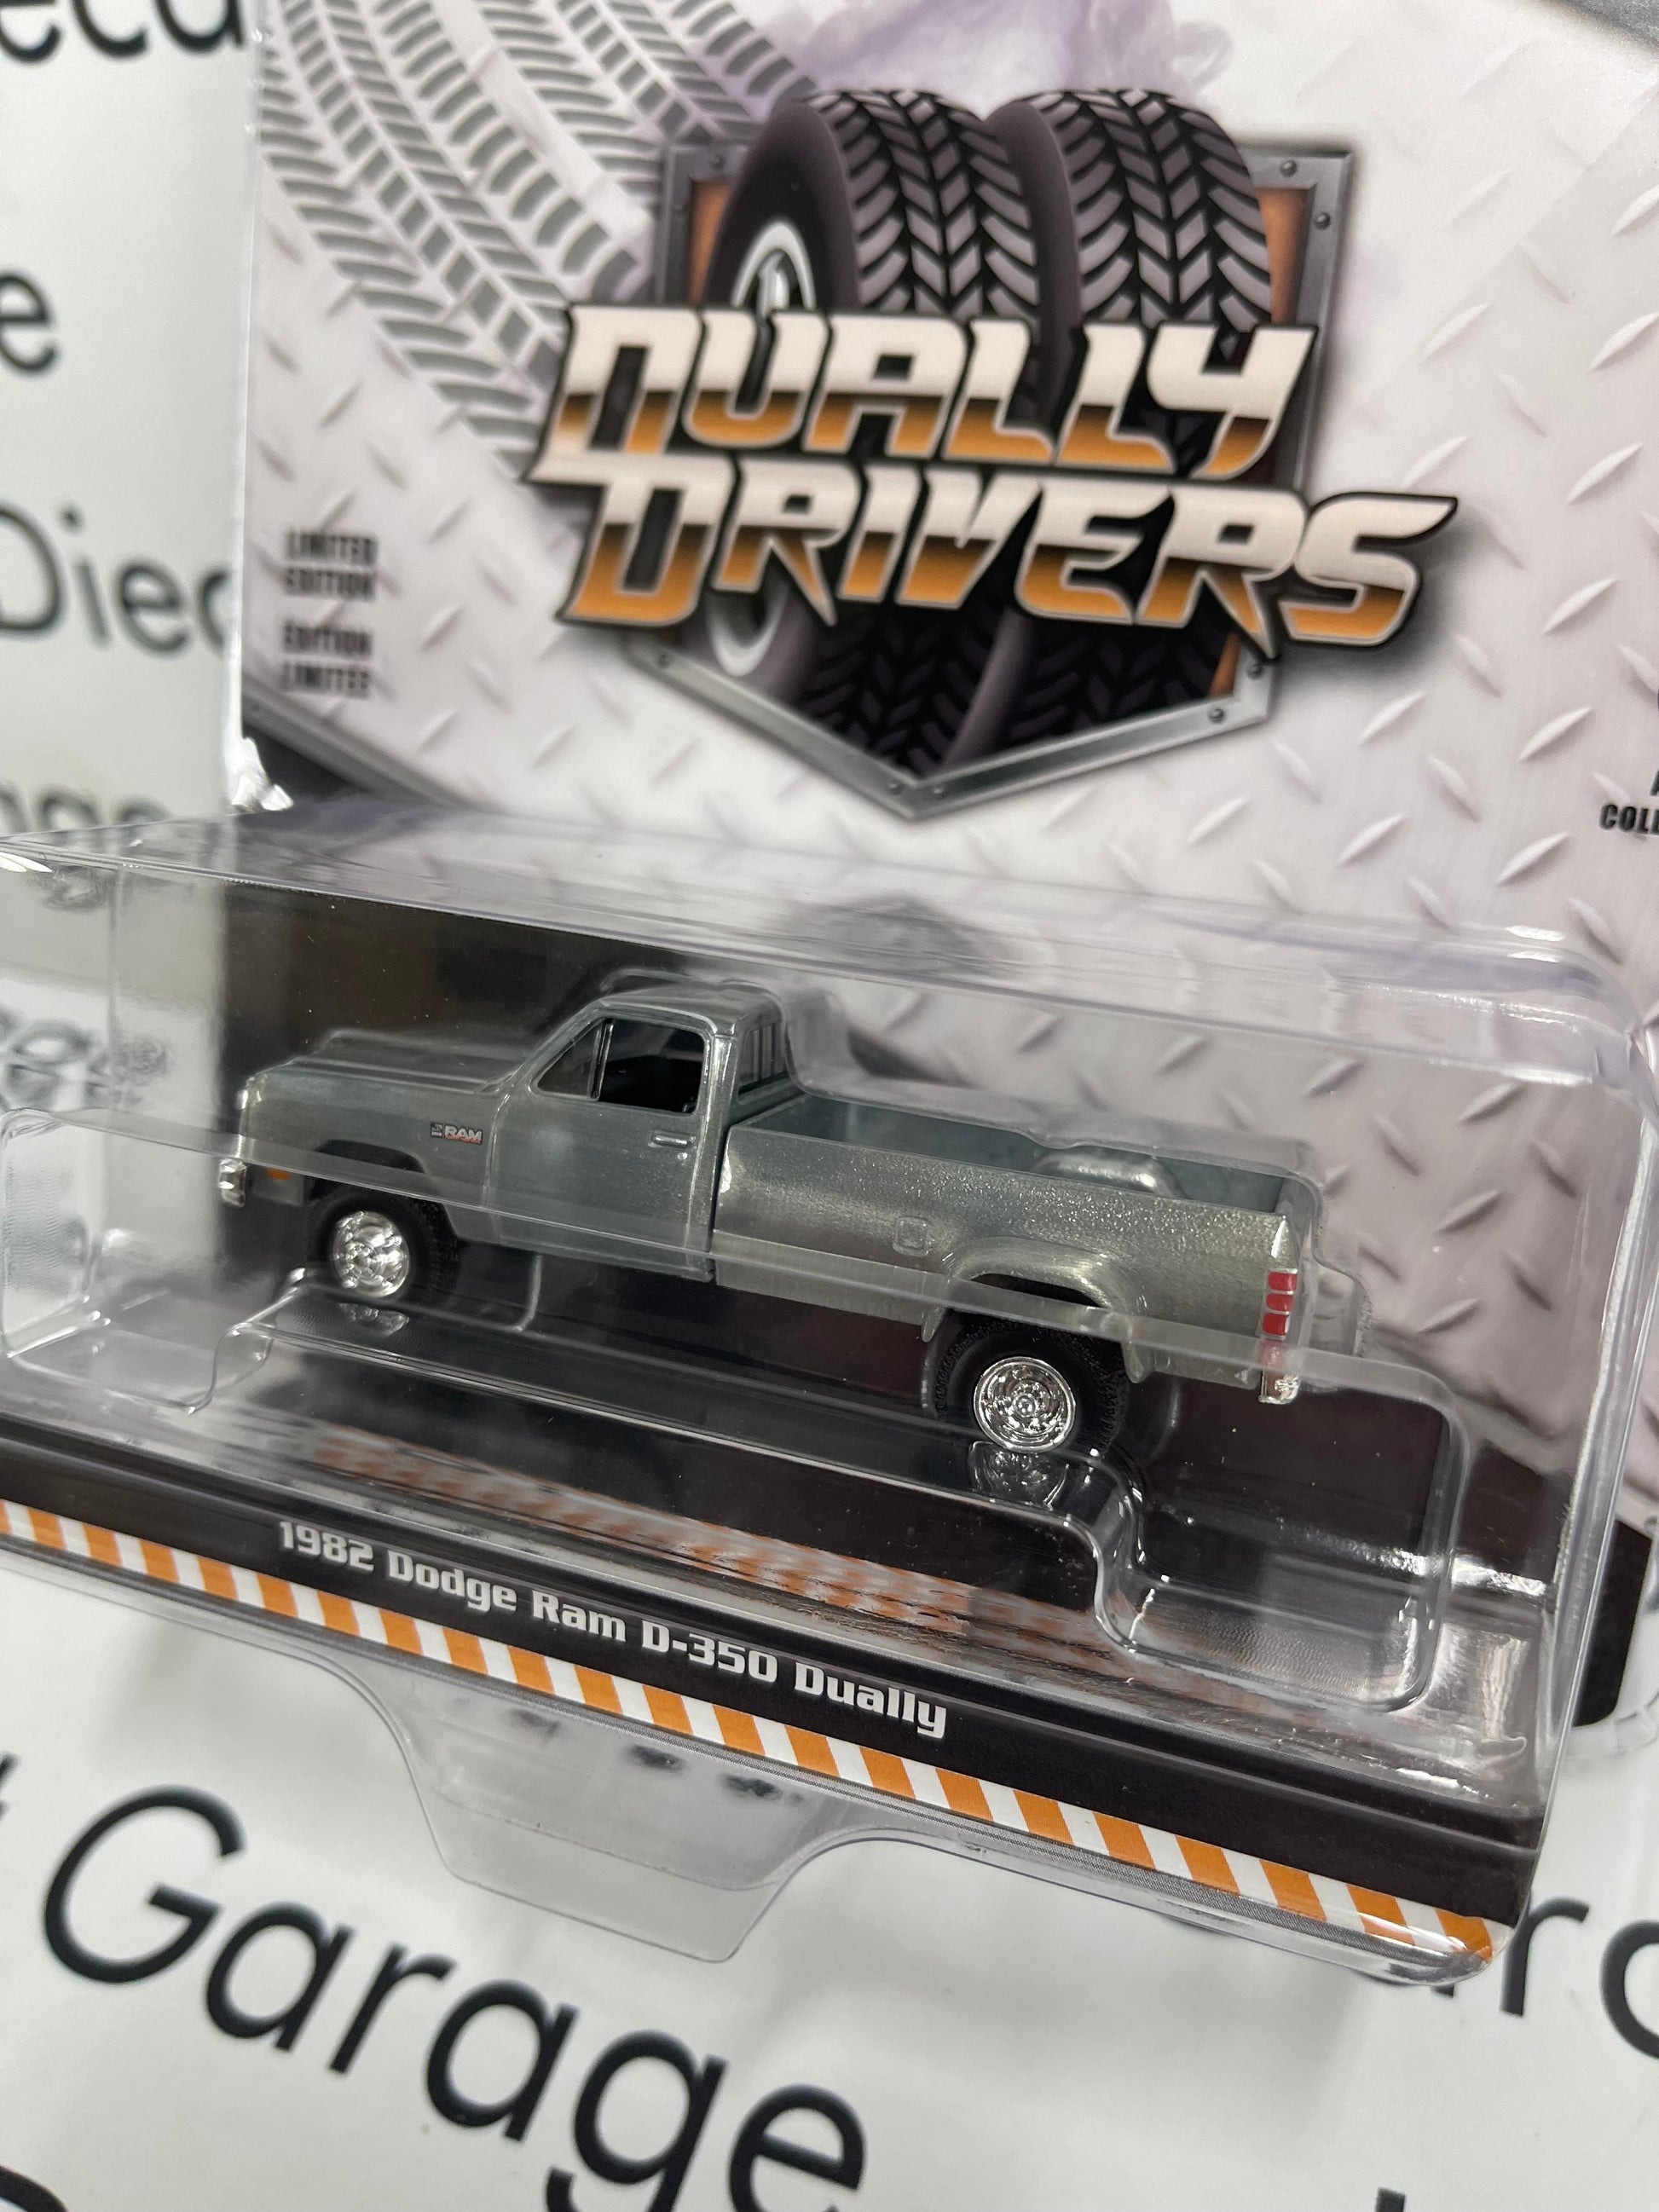 DUALLY
DRIVERS
LIMITED
EDITION
ÉDITION
LIMITÉE
RAM
1982 Dodge Ram D-350 Dually
Garage